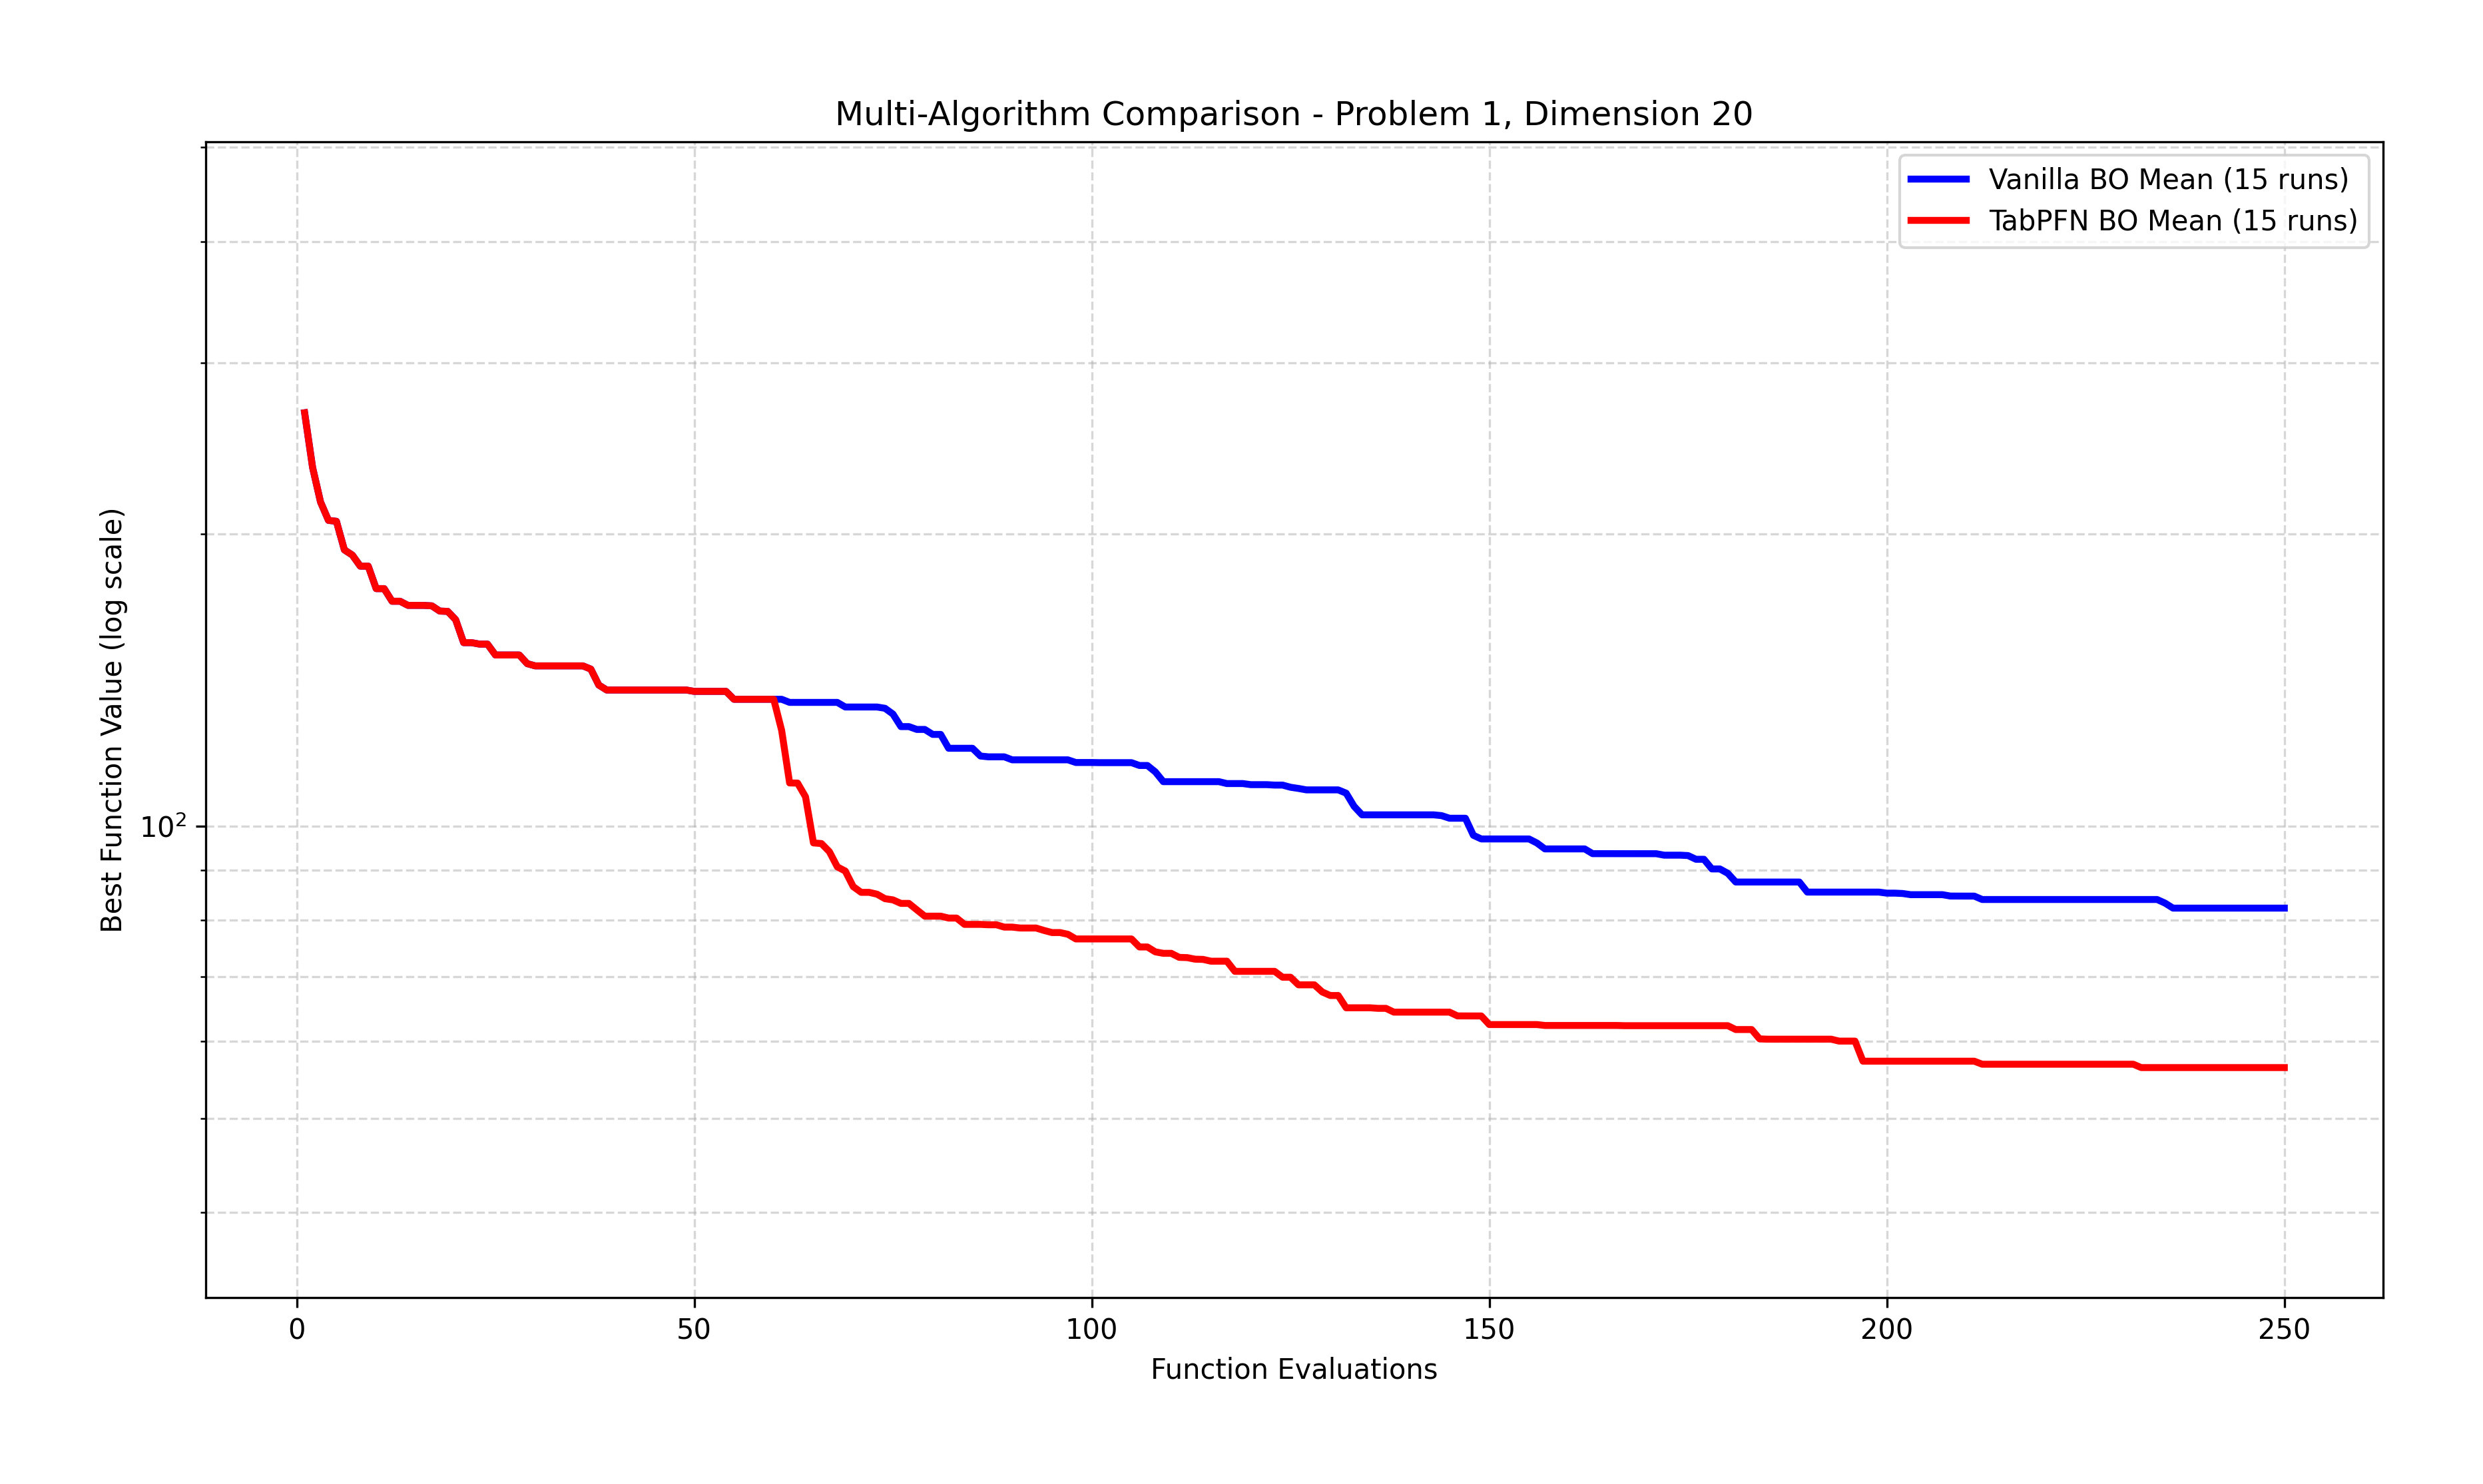 Multi-Algorithm Comparison - Problem 1, Dimension 20
Vanilla BO Mean (15 runs)
TabPFN BO Mean (15 runs)
Best Function Value (log scale)
10²
0 50 100 150 200 250
Function Evaluations